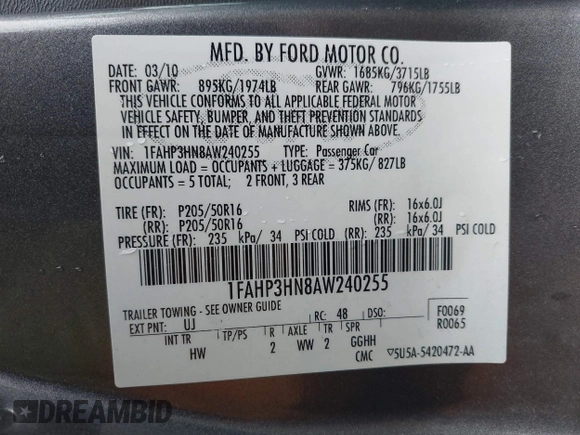 MFD. BY FORD MOTOR CO.
DATE: 03/10 GVWR: 1685KG/3715LB
FRONT GAWR: 895KG/1974LB REAR GAWR: 796KG/1755LB
THIS VEHICLE CONFORMS TO ALL APPLICABLE FEDERAL MOTOR
VEHICLE SAFETY, BUMPER, AND THEFT PREVENTION STANDARDS
IN EFFECT ON THE DATE OF MANUFACTURE SHOWN ABOVE.
VIN: 1FAHP3HN8AW240255 TYPE: Passenger Car
MAXIMUM LOAD = OCCUPANTS + LUGGAGE = 375KG/ 827LB
OCCUPANTS = 5 TOTAL; 2 FRONT, 3 REAR
TIRE (FR): P205/50R16 RIMS (FR): 16x6.0J
(RR): P205/50R16 (RR): 16x6.0J
PRESSURE (FR): 235 kPa/ 34 PSI COLD (RR): 235 kPa/ 34 PSI COLD
1FAHP3HN8AW240255
TRAILER TOWING - SEE OWNER GUIDE
EXT PNT: UJ RC: 48 DSO: F0069
R0065
INT TR TP/PS R AXLE TR SPR
HW 2 WW 2 GGHH
CMC ▽5U5A-5420472-AA
DREAMBID